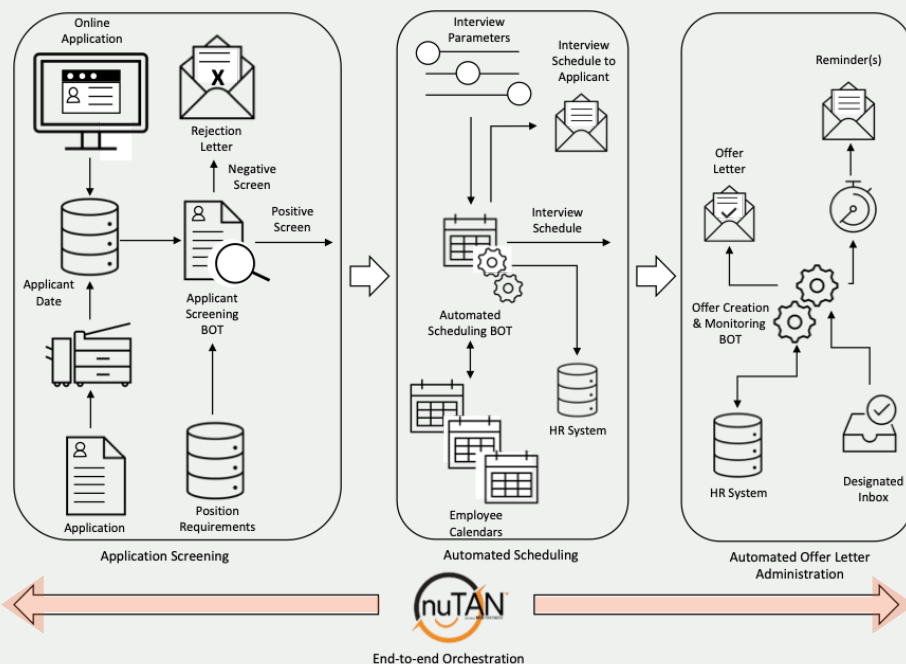 Online
Application
X
Rejection
Letter
Negative
Screen
Positive
Screen
Applicant
Date
Applicant
Screening
BOT
Application
Position
Requirements
Application Screening
Interview
Parameters
Interview
Schedule to
Applicant
Interview
Schedule
Automated
Scheduling BOT
HR System
Employee
Calendars
Automated Scheduling
Reminder(s)
Offer
Letter
Offer Creation
& Monitoring
BOT
HR System
Designated
Inbox
Automated Offer Letter
Administration
nuTAN
End-to-end Orchestration